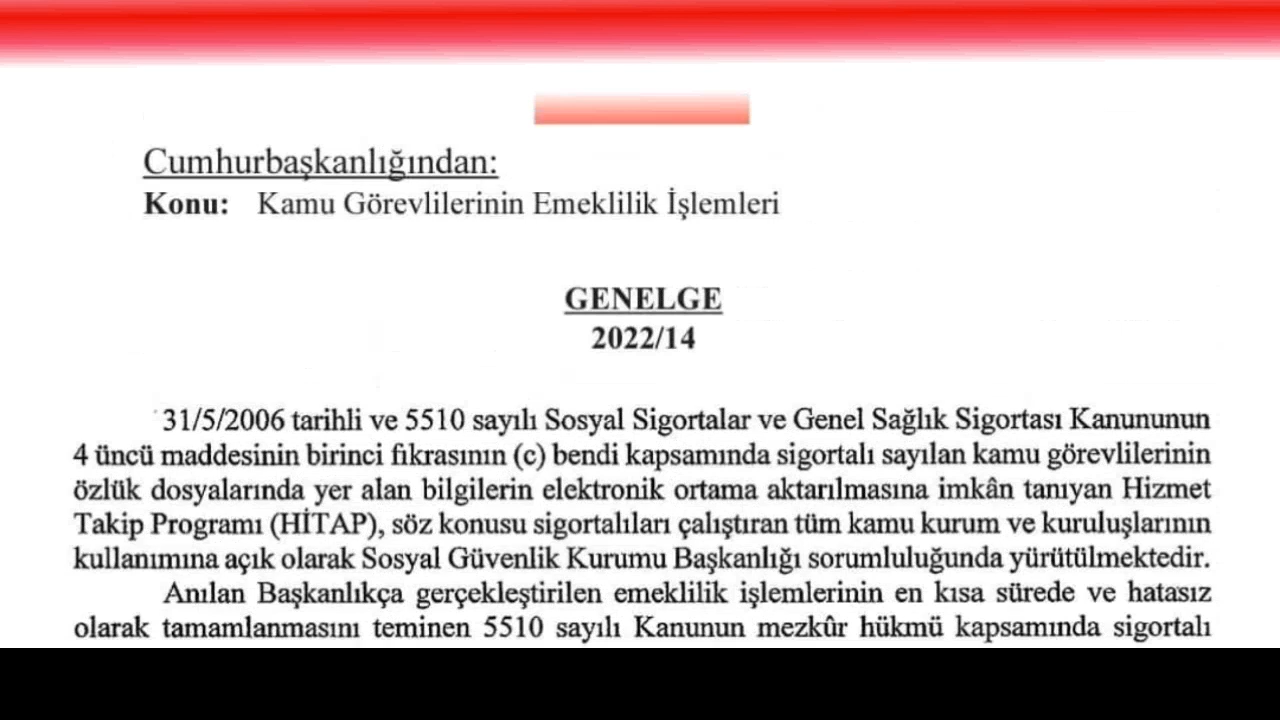 Cumhurbaşkanlığından:
Konu: Kamu Görevlilerinin Emeklilik İşlemleri
GENELGE
2022/14
31/5/2006 tarihli ve 5510 sayılı Sosyal Sigortalar ve Genel Sağlık Sigortası Kanununun
4 üncü maddesinin birinci fıkrasının (c) bendi kapsamında sigortalı sayılan kamu görevlilerinin
özlük dosyalarında yer alan bilgilerin elektronik ortama aktarılmasına imkân tanıyan Hizmet
Takip Programı (HİTAP), söz konusu sigortalıları çalıştıran tüm kamu kurum ve kuruluşlarının
kullanımına açık olarak Sosyal Güvenlik Kurumu Başkanlığı sorumluluğunda yürütülmektedir.
Anılan Başkanlıkça gerçekleştirilen emeklilik işlemlerinin en kısa sürede ve hatasız
olarak tamamlanmasını teminen 5510 sayılı Kanunun mezkûr hükmü kapsamında sigortalı